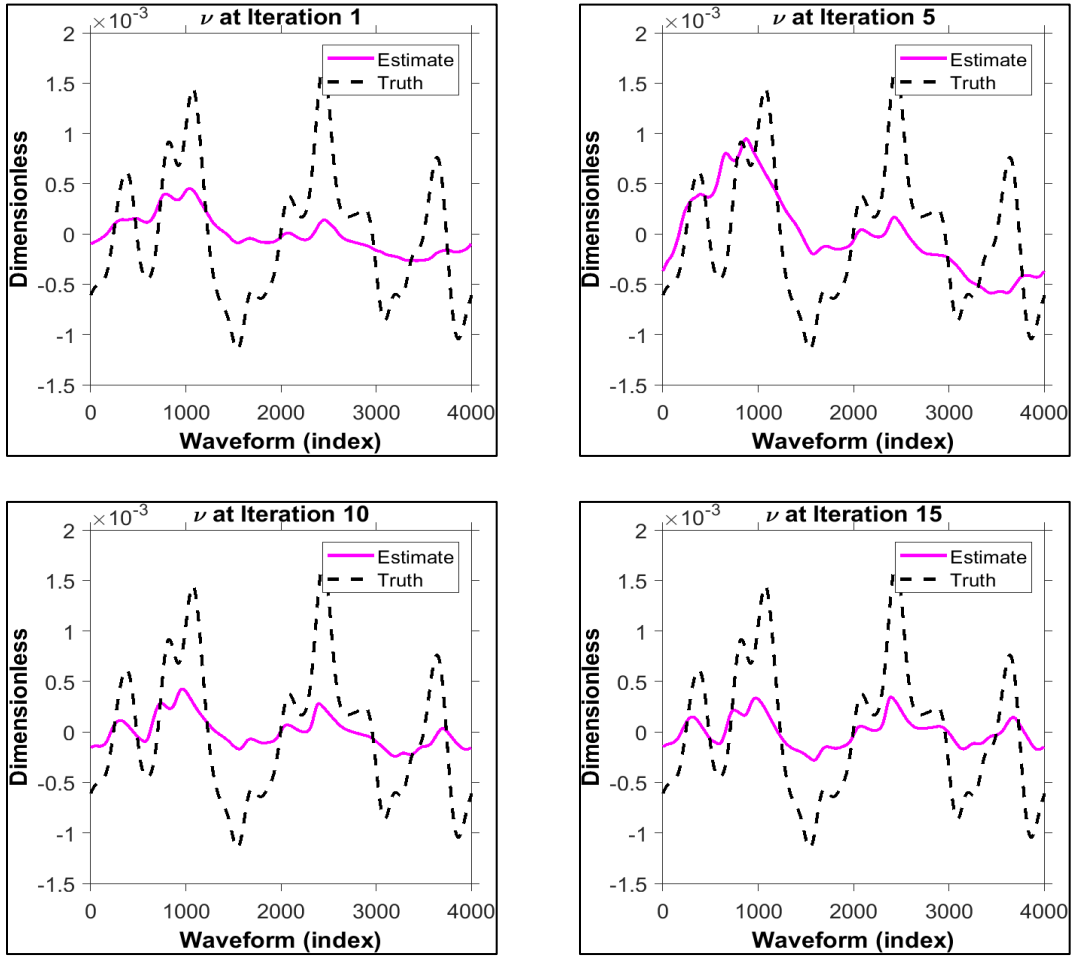 ×10-3
ν at Iteration 1
2
1.5
1
0.5
0
-0.5
-1
-1.5
Dimensionless
Estimate
Truth
0 1000 2000 3000 4000
Waveform (index)
×10-3
ν at Iteration 5
2
1.5
1
0.5
0
-0.5
-1
-1.5
Dimensionless
Estimate
Truth
0 1000 2000 3000 4000
Waveform (index)
×10-3
ν at Iteration 10
2
1.5
1
0.5
0
-0.5
-1
-1.5
Dimensionless
Estimate
Truth
0 1000 2000 3000 4000
Waveform (index)
×10-3
ν at Iteration 15
2
1.5
1
0.5
0
-0.5
-1
-1.5
Dimensionless
Estimate
Truth
0 1000 2000 3000 4000
Waveform (index)